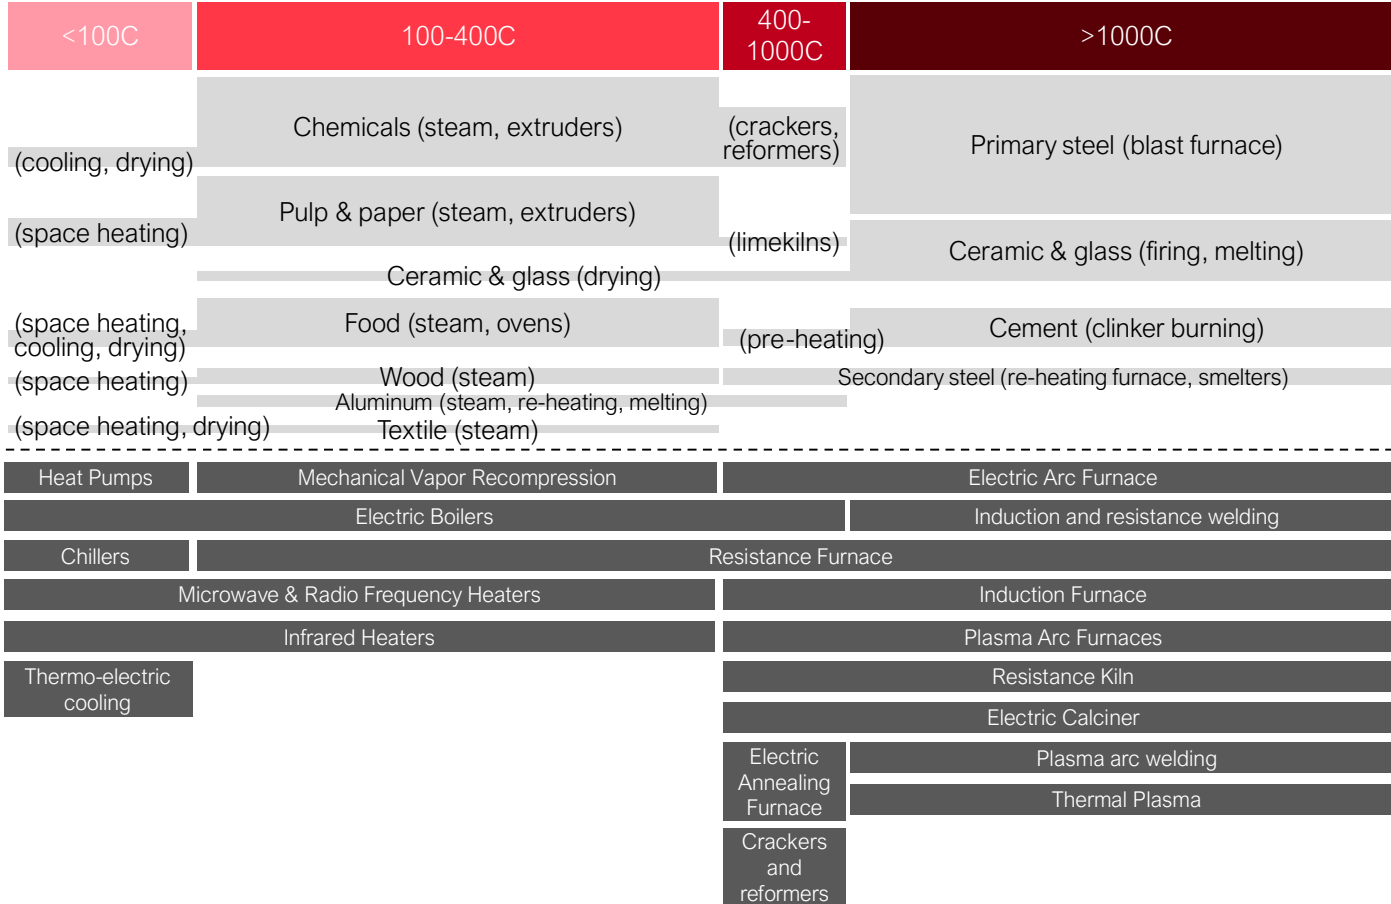 <100C
100-400C
400-
1000C
>1000C
Chemicals (steam, extruders)
(crackers,
reformers)
Primary steel (blast furnace)
(cooling, drying)
Pulp & paper (steam, extruders)
(space heating)
(limekilns)
Ceramic & glass (firing, melting)
Ceramic & glass (drying)
(space heating,
cooling, drying)
Food (steam, ovens)
(pre-heating)
Cement (clinker burning)
(space heating)
Wood (steam)
Secondary steel (re-heating furnace, smelters)
Aluminum (steam, re-heating, melting)
(space heating, drying)
Textile (steam)
Heat Pumps
Mechanical Vapor Recompression
Electric Arc Furnace
Electric Boilers
Induction and resistance welding
Chillers
Resistance Furnace
Microwave & Radio Frequency Heaters
Induction Furnace
Infrared Heaters
Plasma Arc Furnaces
Thermo-electric
cooling
Resistance Kiln
Electric Calciner
Electric
Annealing
Furnace
Plasma arc welding
Thermal Plasma
Crackers
and
reformers